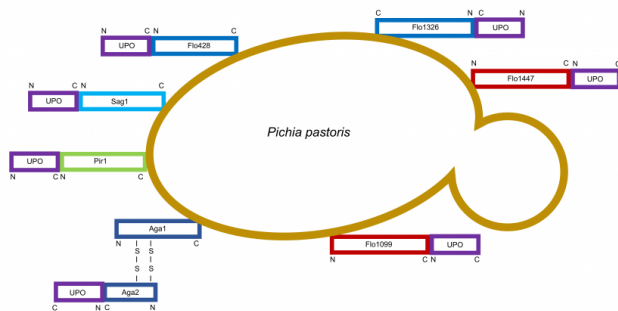 C N C N
Flo1326 UPO
N C N C
UPO Flo428
N C N C
Flo1447 UPO
N C N C
UPO Sag1
Pichia pastoris
UPO Pir1
N C N C
Aga1
N C
S S
S S
Flo1099 UPO
N C N C
UPO Aga2
C N C N